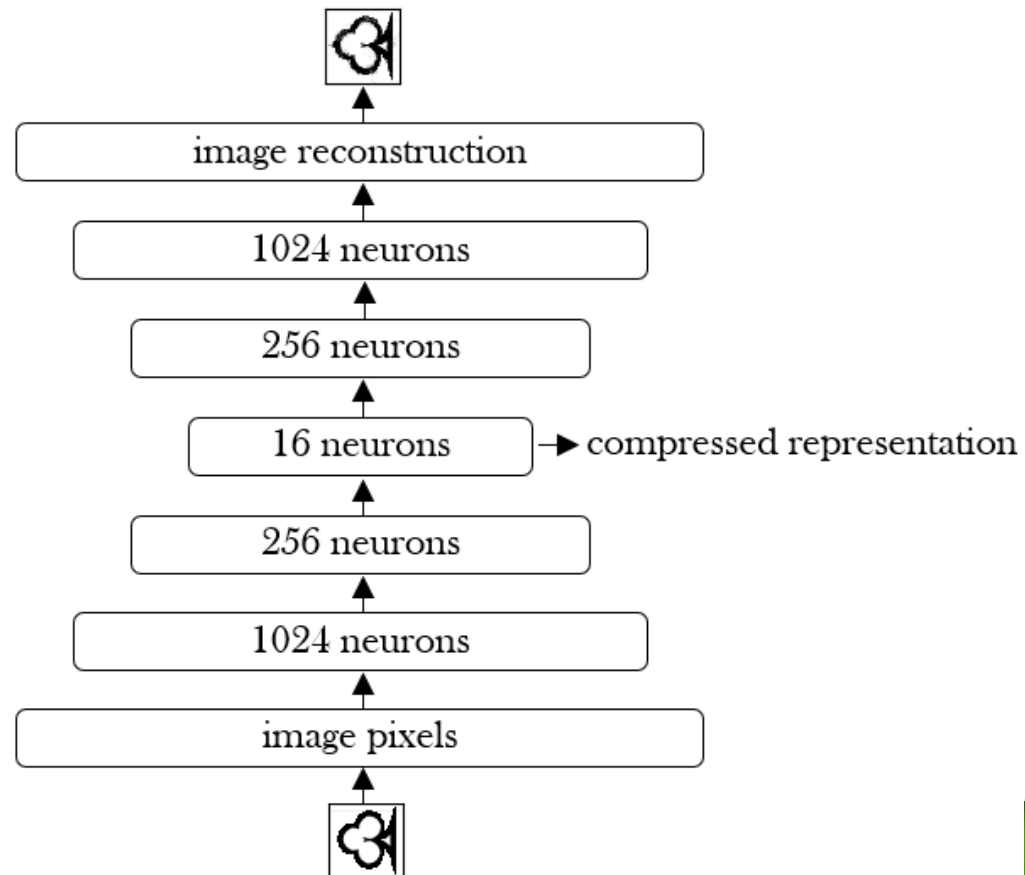 image reconstruction
1024 neurons
256 neurons
16 neurons
compressed representation
256 neurons
1024 neurons
image pixels